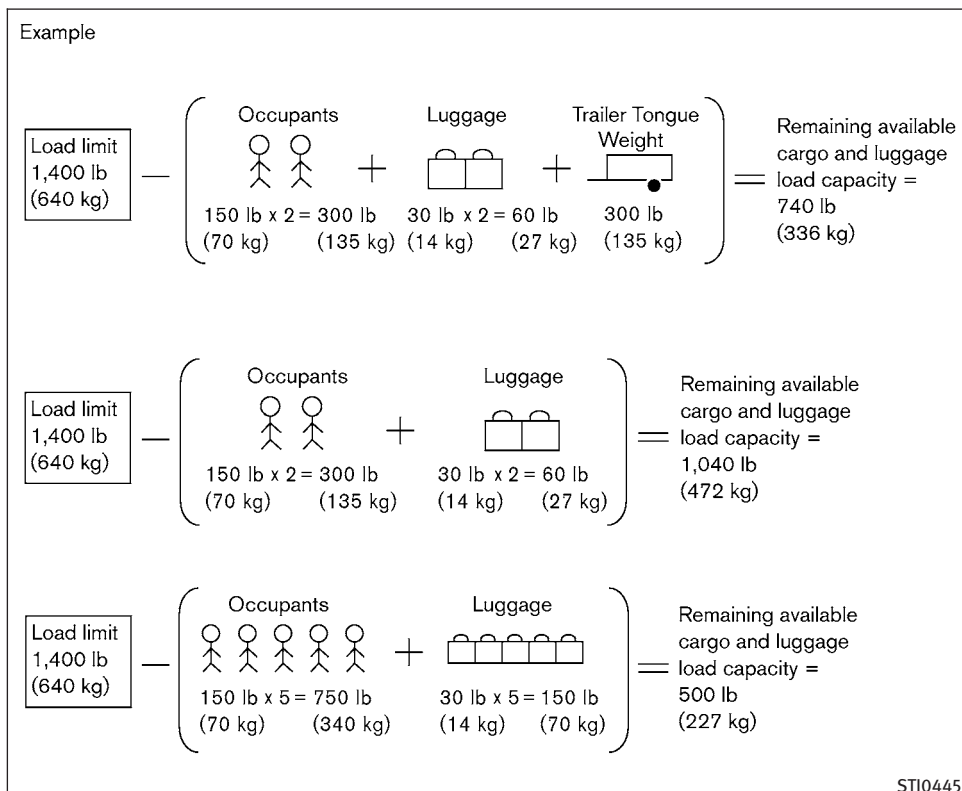 Example
Occupants
Luggage
Trailer Tongue
Weight
Load limit
1,400 lb
(640 kg)
—
+
+
=
150 lb x 2 = 300 lb
(70 kg) (135 kg)
30 lb x 2 = 60 lb
(14 kg) (27 kg)
300 lb
(135 kg)
Remaining available
cargo and luggage
load capacity =
740 lb
(336 kg)
Occupants
Luggage
Load limit
1,400 lb
(640 kg)
—
+
=
150 lb x 2 = 300 lb
(70 kg) (135 kg)
30 lb x 2 = 60 lb
(14 kg) (27 kg)
Remaining available
cargo and luggage
load capacity =
1,040 lb
(472 kg)
Occupants
Luggage
Load limit
1,400 lb
(640 kg)
—
+
=
150 lb x 5 = 750 lb
(70 kg) (340 kg)
30 lb x 5 = 150 lb
(14 kg) (70 kg)
Remaining available
cargo and luggage
load capacity =
500 lb
(227 kg)
STI0445